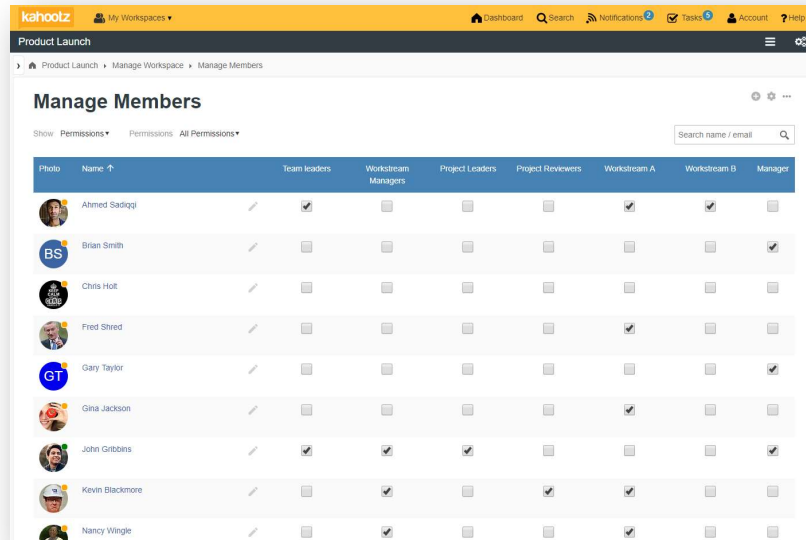 kahootz My Workspaces ▾ Dashboard Search Notifications 2 Tasks 5 Account ? Help
Product Launch
Product Launch ▸ Manage Workspace ▸ Manage Members
Manage Members
Show Permissions ▾ Permissions All Permissions ▾ Search name / email
Photo Name ↑ Team leaders Workstream Managers Project Leaders Project Reviewers Workstream A Workstream B Manager
Ahmed Sadiqqi
BS Brian Smith
KEEP CALM
Chris Holt
Fred Shred
GT Gary Taylor
Gina Jackson
John Gribbins
Kevin Blackmore
Nancy Wingle